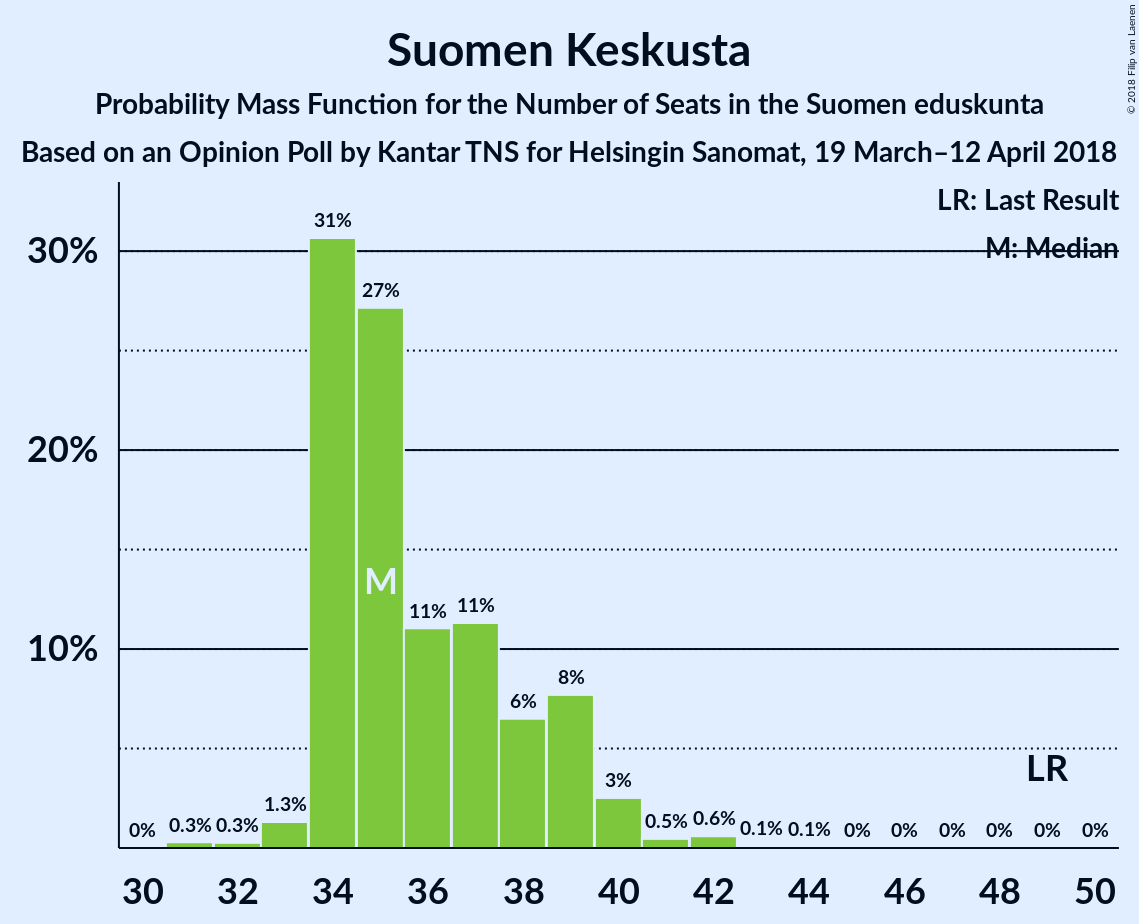 Suomen Keskusta
Probability Mass Function for the Number of Seats in the Suomen eduskunta
Based on an Opinion Poll by Kantar TNS for Helsingin Sanomat, 19 March–12 April 2018
© 2018 Filip van Laenen
LR: Last Result
M: Median
30%
20%
10%
0%
0.3%
0.3%
1.3%
31%
27%
11%
11%
6%
8%
3%
0.5%
0.6%
0.1%
0.1%
0%
0%
0%
0%
0%
0%
M
LR
30 32 34 36 38 40 42 44 46 48 50